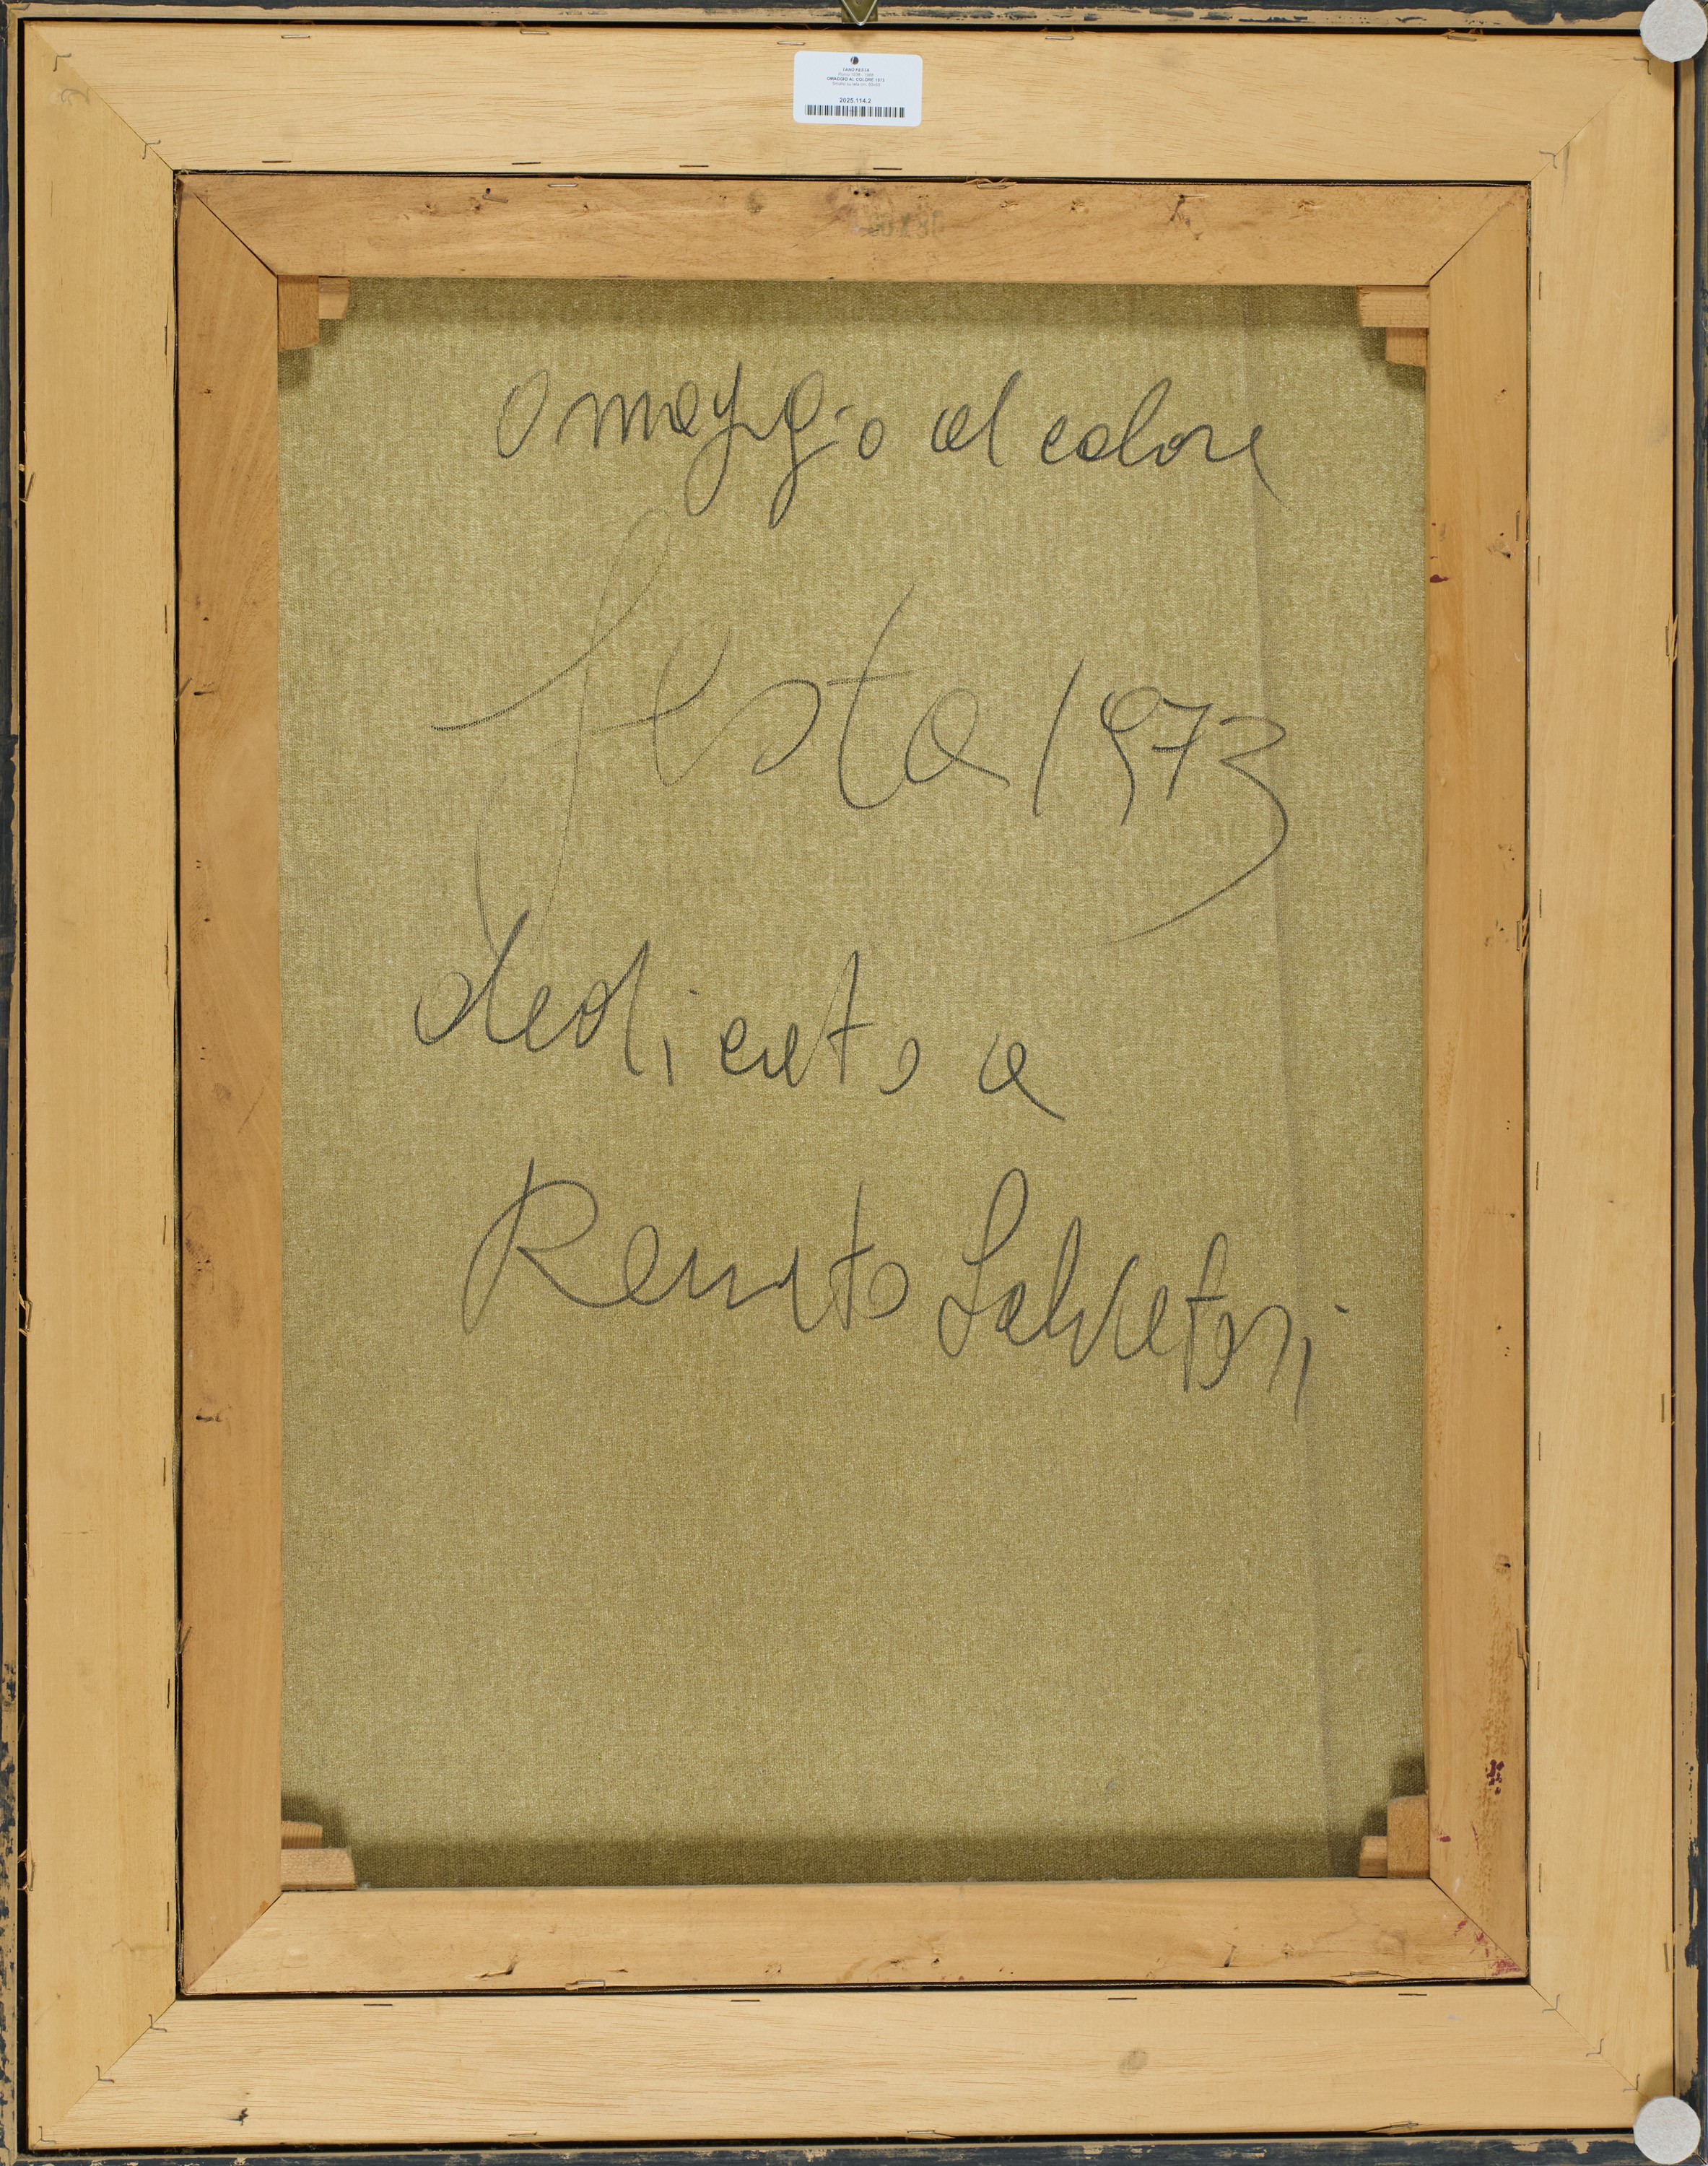 TANO FESTA
OMAGGIO AL COLORE 1973
2025.114.2
Omaggio al colore
festa 1973
dedicato a
Renato Salvatori